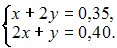 x + 2y = 0,35,
2x + y = 0,40.